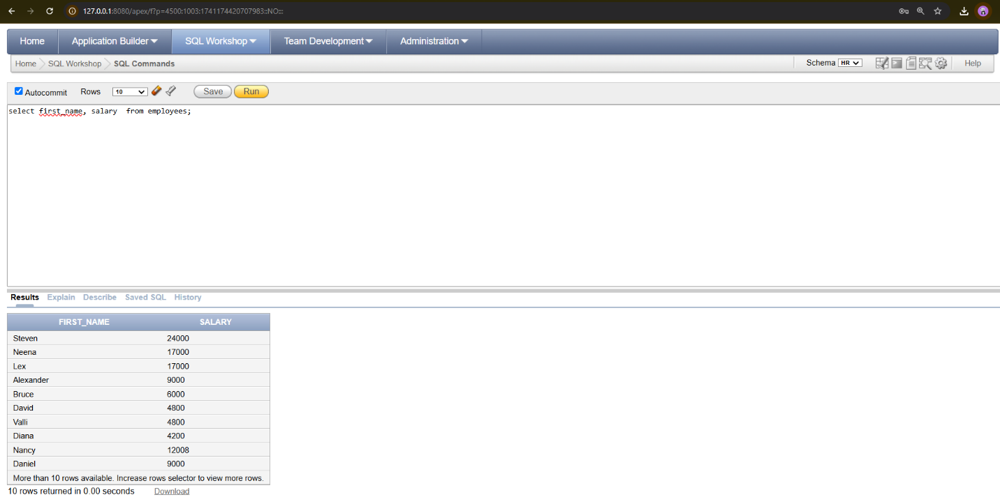 127.0.0.1:8080/apex/f?p=4500:1003:1741174420707983::NO:::
Home Application Builder SQL Workshop Team Development Administration
Home SQL Workshop SQL Commands Schema HR Help
Autocommit Rows 10 Save Run
select first_name, salary  from employees;
Results Explain Describe Saved SQL History
FIRST_NAME SALARY
Steven 24000
Neena 17000
Lex 17000
Alexander 9000
Bruce 6000
David 4800
Valli 4800
Diana 4200
Nancy 12008
Daniel 9000
More than 10 rows available. Increase rows selector to view more rows.
10 rows returned in 0.00 seconds Download